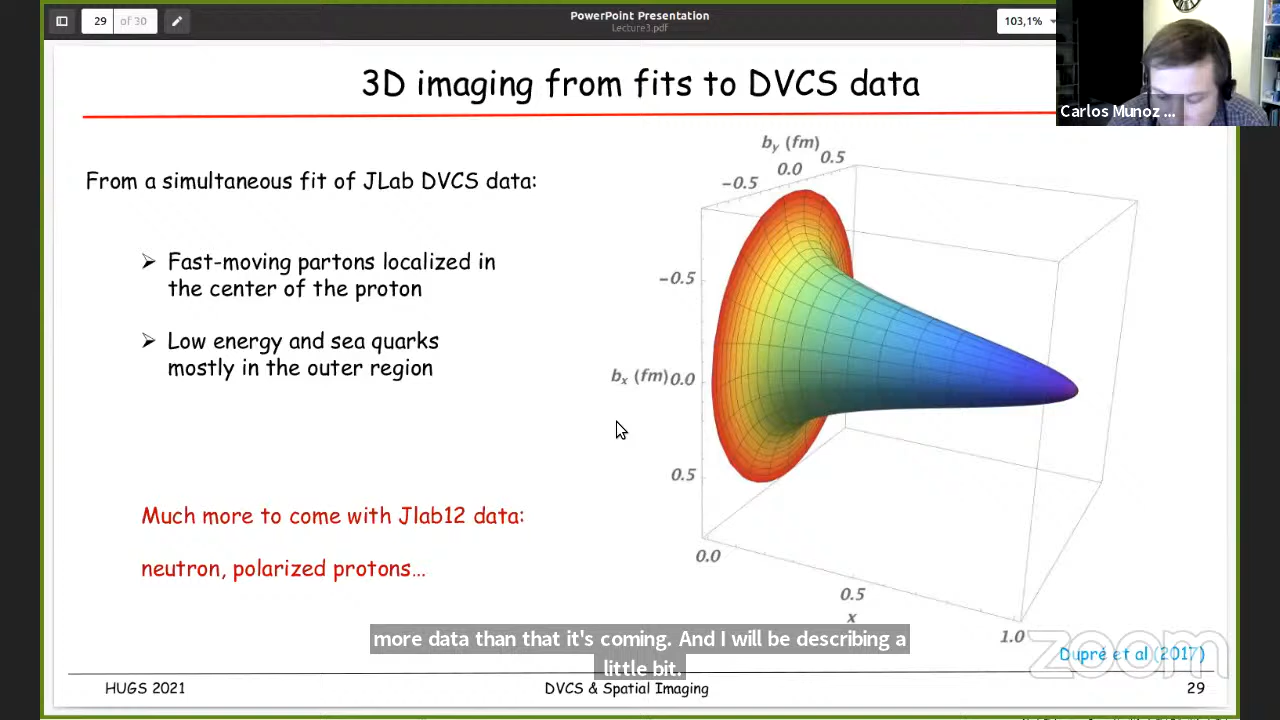 29 of 30
PowerPoint Presentation
Lecture3.pdf
103,1%
Carlos Munoz ...
3D imaging from fits to DVCS data
From a simultaneous fit of JLab DVCS data:
➢ Fast-moving partons localized in
the center of the proton
➢ Low energy and sea quarks
mostly in the outer region
Much more to come with Jlab12 data:
neutron, polarized protons…
by (fm)
-0.5 0.0 0.5
-0.5
bx (fm) 0.0
0.5
0.0
0.5
x
1.0
zoom
Dupré et al (2017)
more data than that it's coming. And I will be describing a
little bit.
HUGS 2021
DVCS & Spatial Imaging
29